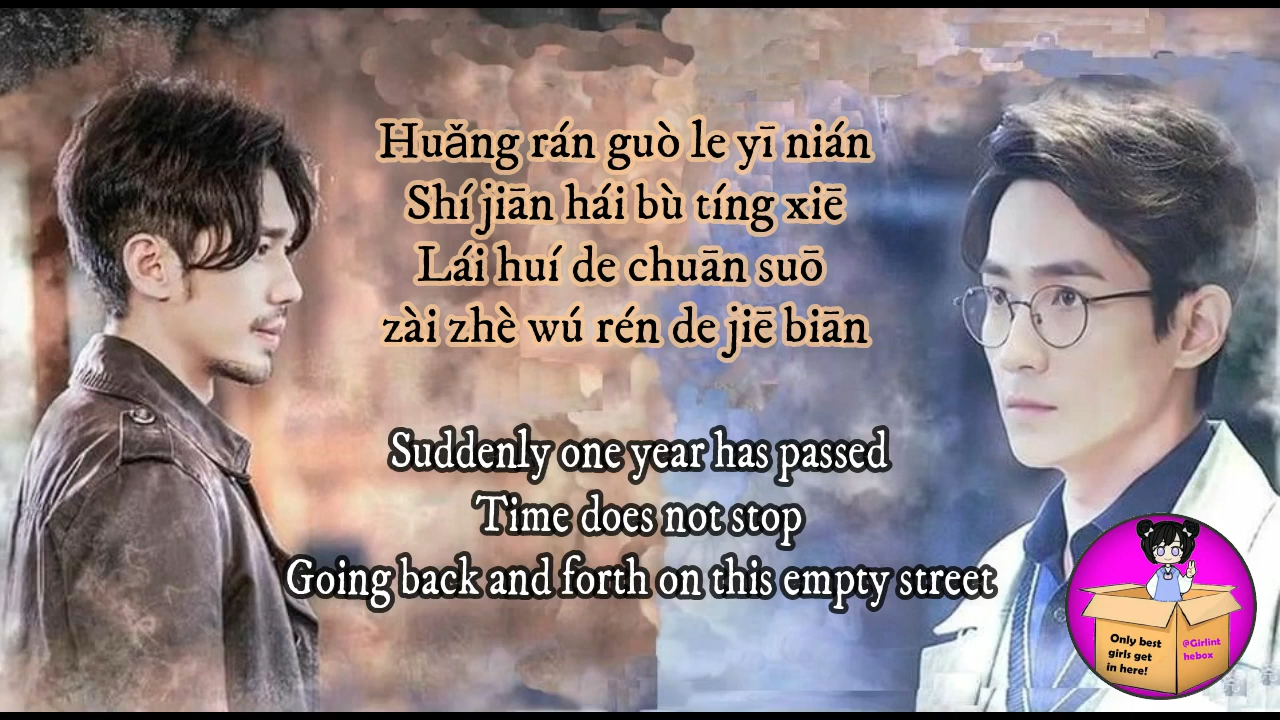 Huǎng rán guò le yī nián
Shí jiān hái bù tíng xiē
Lái huí de chuān suō
zài zhè wú rén de jiē biān
Suddenly one year has passed
Time does not stop
Going back and forth on this empty street
Only best
girls get
in here!
@Girlint
hebox